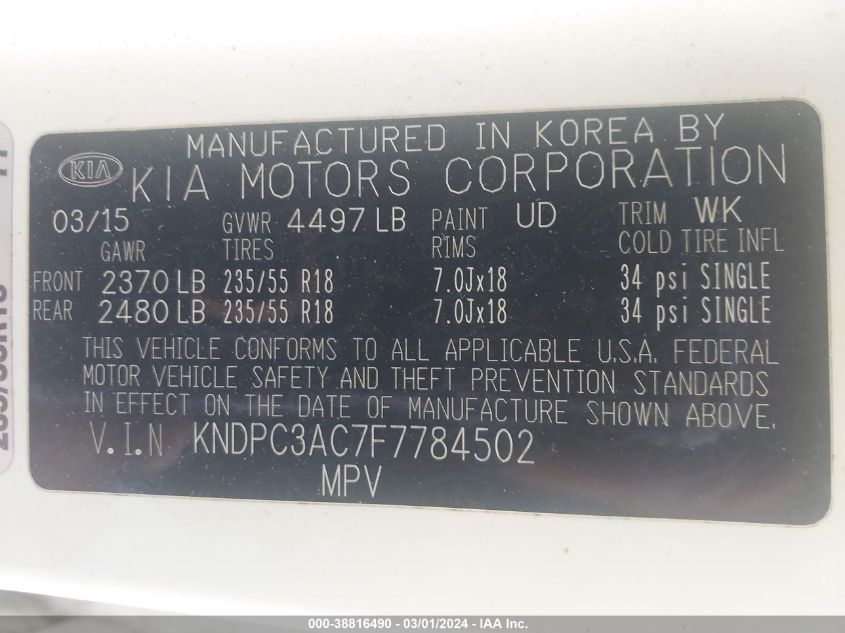 MANUFACTURED IN KOREA BY
KIA KIA MOTORS CORPORATION
03/15 GVWR 4497 LB PAINT UD TRIM WK
GAWR TIRES RIMS COLD TIRE INFL
FRONT 2370 LB 235/55 R18 7.0Jx18 34 psi SINGLE
REAR 2480 LB 235/55 R18 7.0Jx18 34 psi SINGLE
THIS VEHICLE CONFORMS TO ALL APPLICABLE U.S.A. FEDERAL
MOTOR VEHICLE SAFETY AND THEFT PREVENTION STANDARDS
IN EFFECT ON THE DATE OF MANUFACTURE SHOWN ABOVE.
V.I.N KNDPC3AC7F7784502
MPV
000-38816490 - 03/01/2024 - IAA Inc.